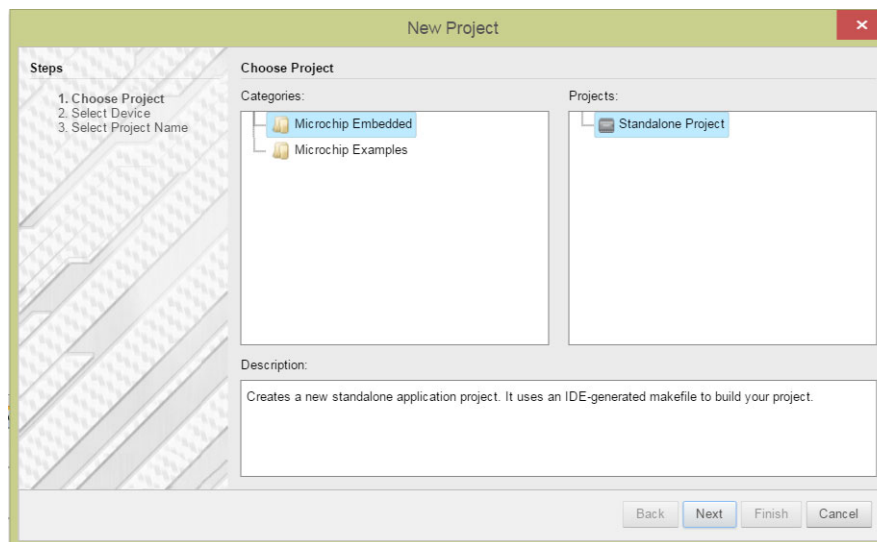 New Project
Steps
1. Choose Project
2. Select Device
3. Select Project Name
Choose Project
Categories:
Microchip Embedded
Microchip Examples
Projects:
Standalone Project
Description:
Creates a new standalone application project. It uses an IDE-generated makefile to build your project.
Back
Next
Finish
Cancel